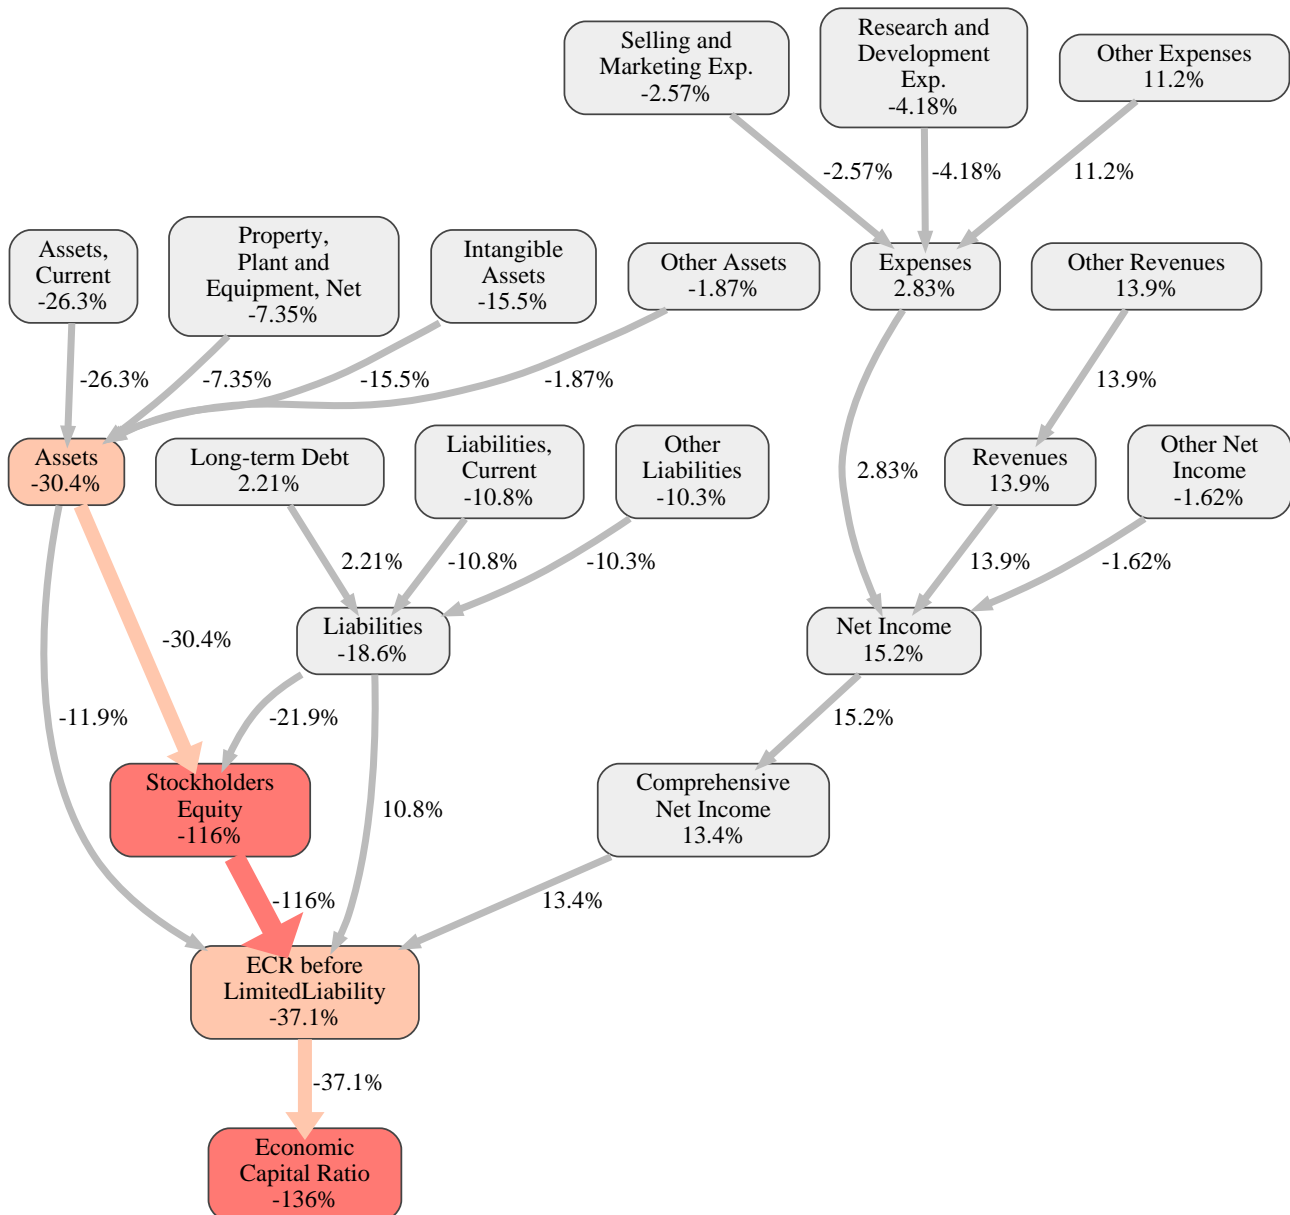 Selling and
Marketing Exp.
-2.57%
Research and
Development
Exp.
-4.18%
Other Expenses
11.2%
-2.57%
-4.18%
11.2%
Assets,
Current
-26.3%
Property,
Plant and
Equipment, Net
-7.35%
Intangible
Assets
-15.5%
Other Assets
-1.87%
Expenses
2.83%
Other Revenues
13.9%
-26.3%
-7.35%
-15.5%
-1.87%
13.9%
Assets
-30.4%
Long-term Debt
2.21%
Liabilities,
Current
-10.8%
Other
Liabilities
-10.3%
2.83%
Revenues
13.9%
Other Net
Income
-1.62%
2.21%
-10.8%
-10.3%
13.9%
-1.62%
-30.4%
Liabilities
-18.6%
Net Income
15.2%
-11.9%
-21.9%
15.2%
Stockholders
Equity
-116%
10.8%
Comprehensive
Net Income
13.4%
-116%
13.4%
ECR before
LimitedLiability
-37.1%
-37.1%
Economic
Capital Ratio
-136%